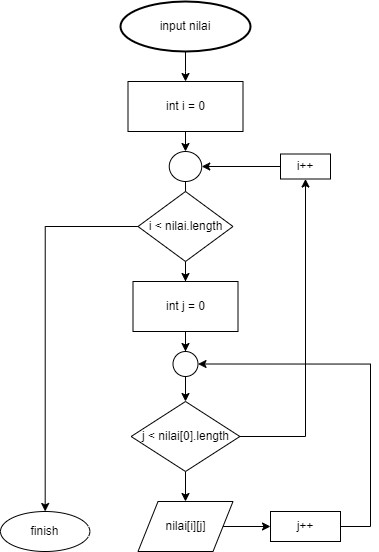 input nilai
int i = 0
i++
i < nilai.length
int j = 0
j < nilai[0].length
nilai[i][j]
j++
finish